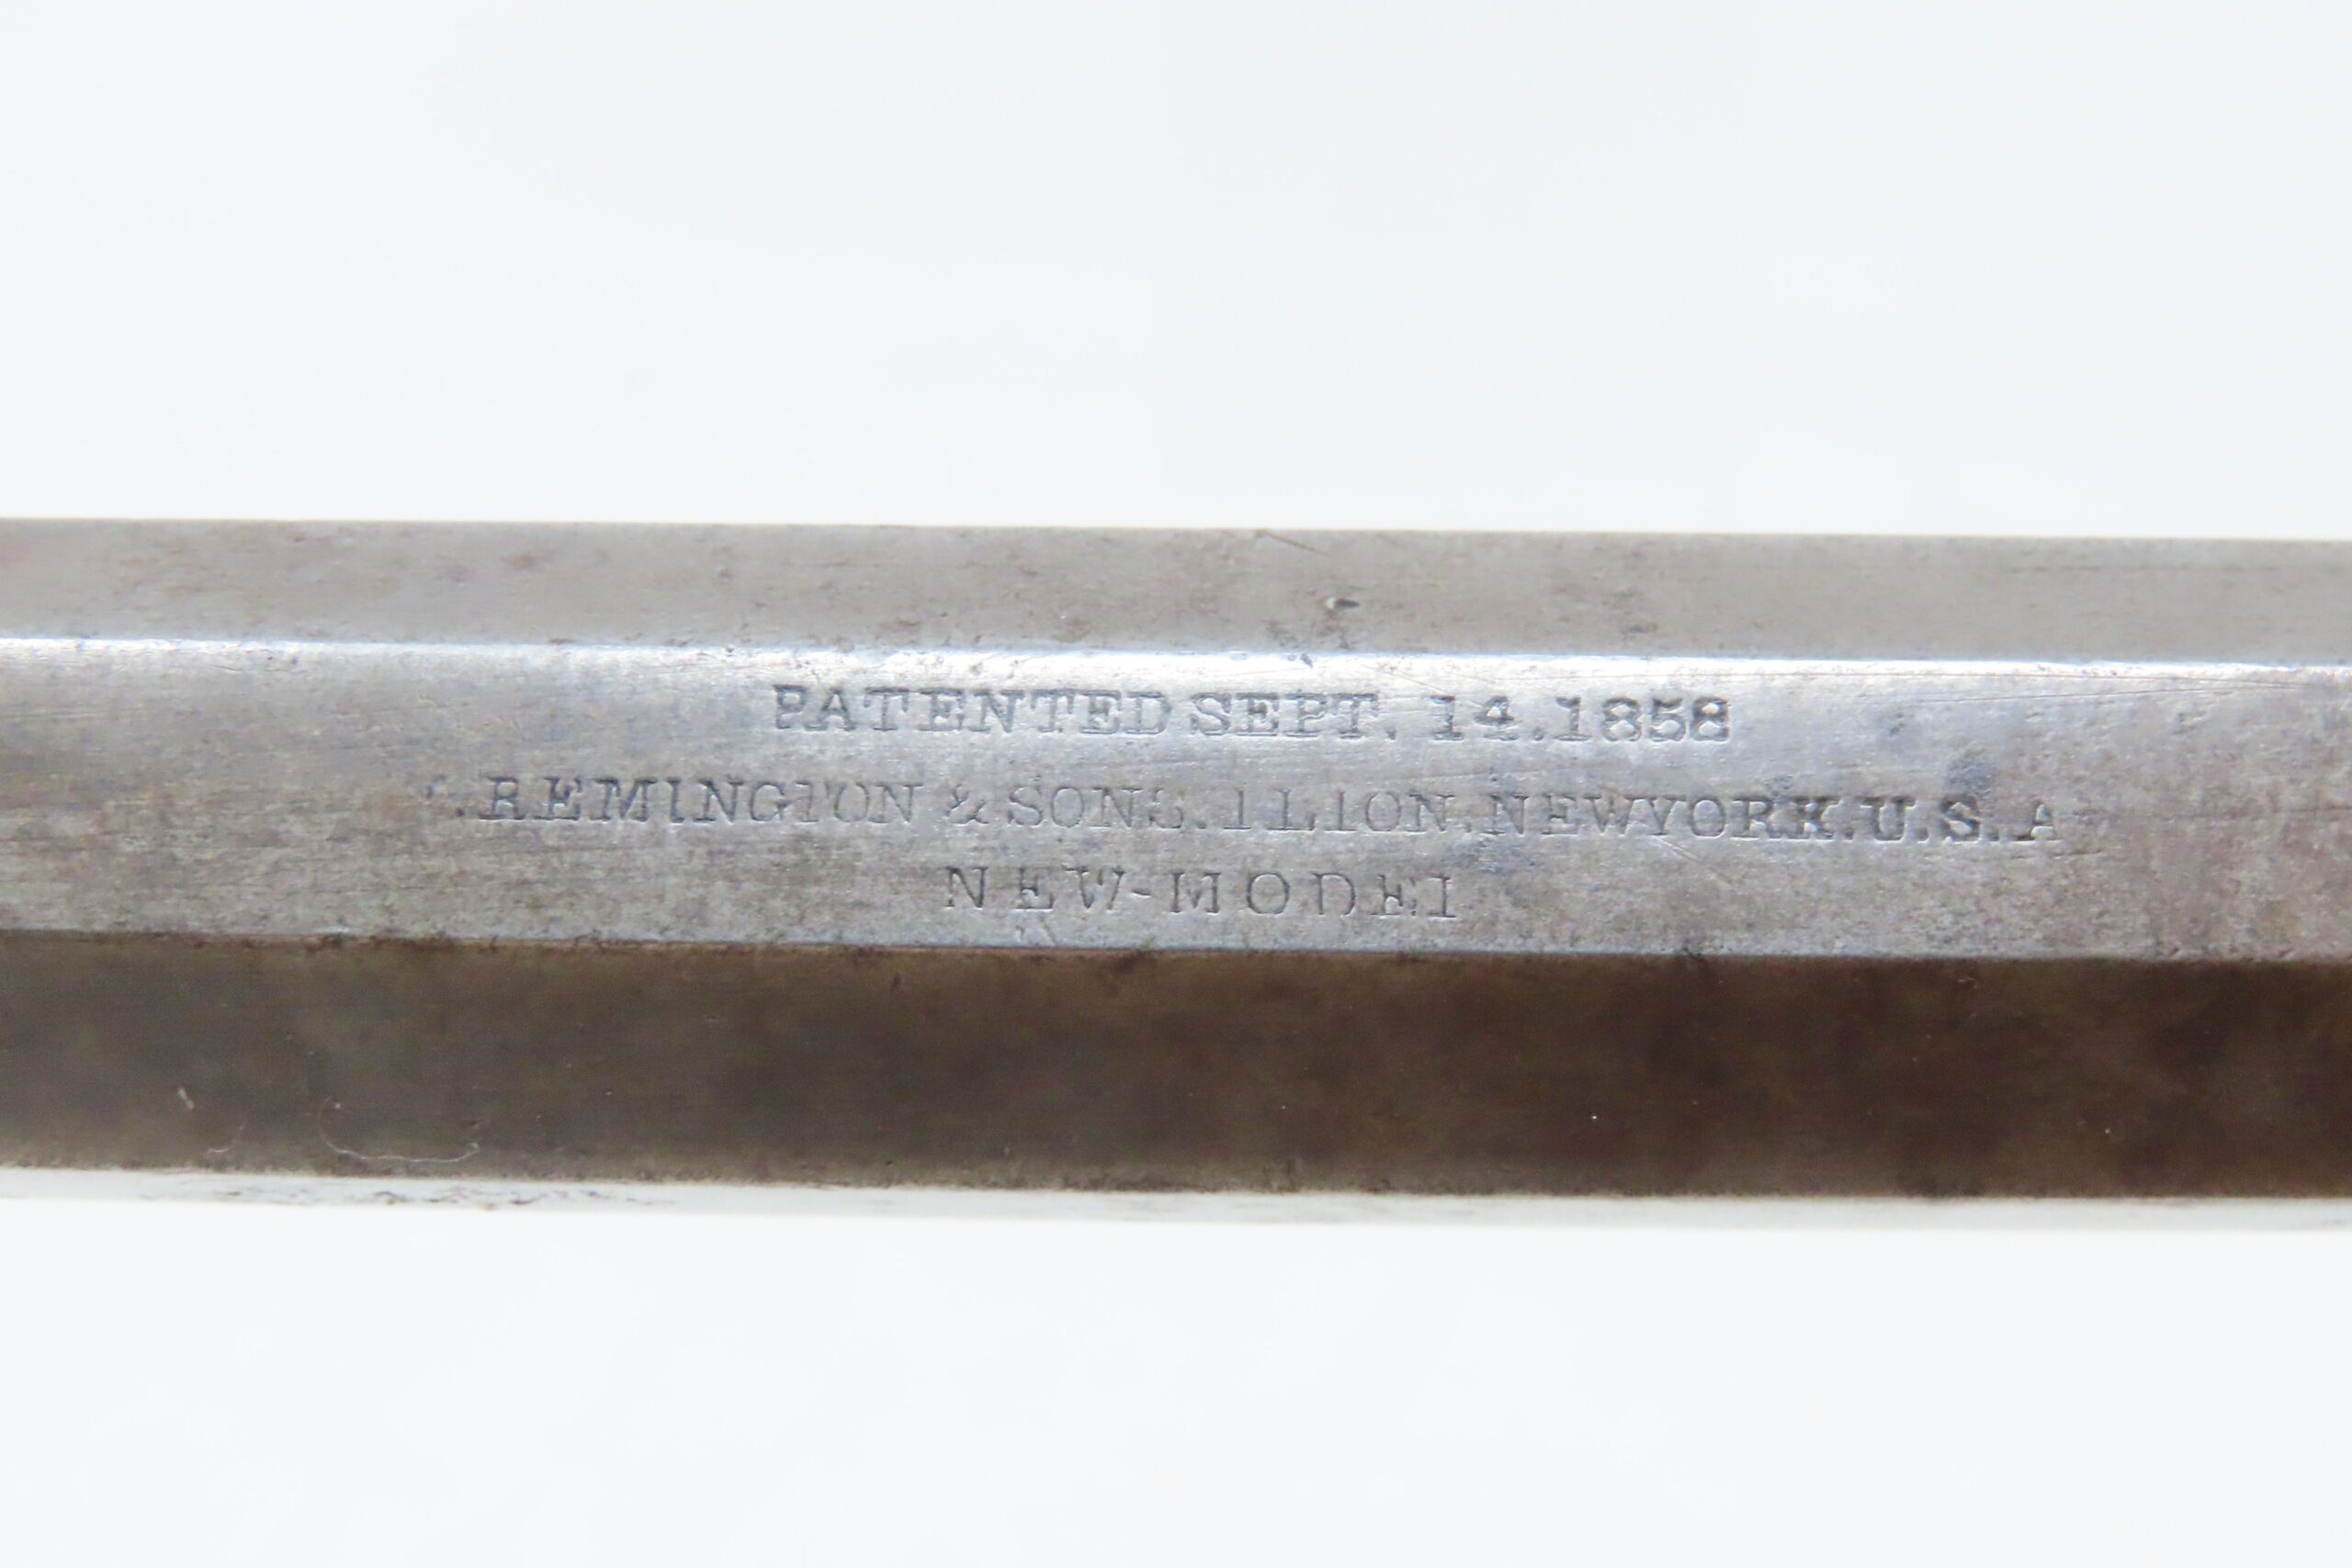 PATENTED SEPT. 14.1858
. REMINGTON & SONS. ILION. NEWYORK.U.S.A
NEW-MODEL